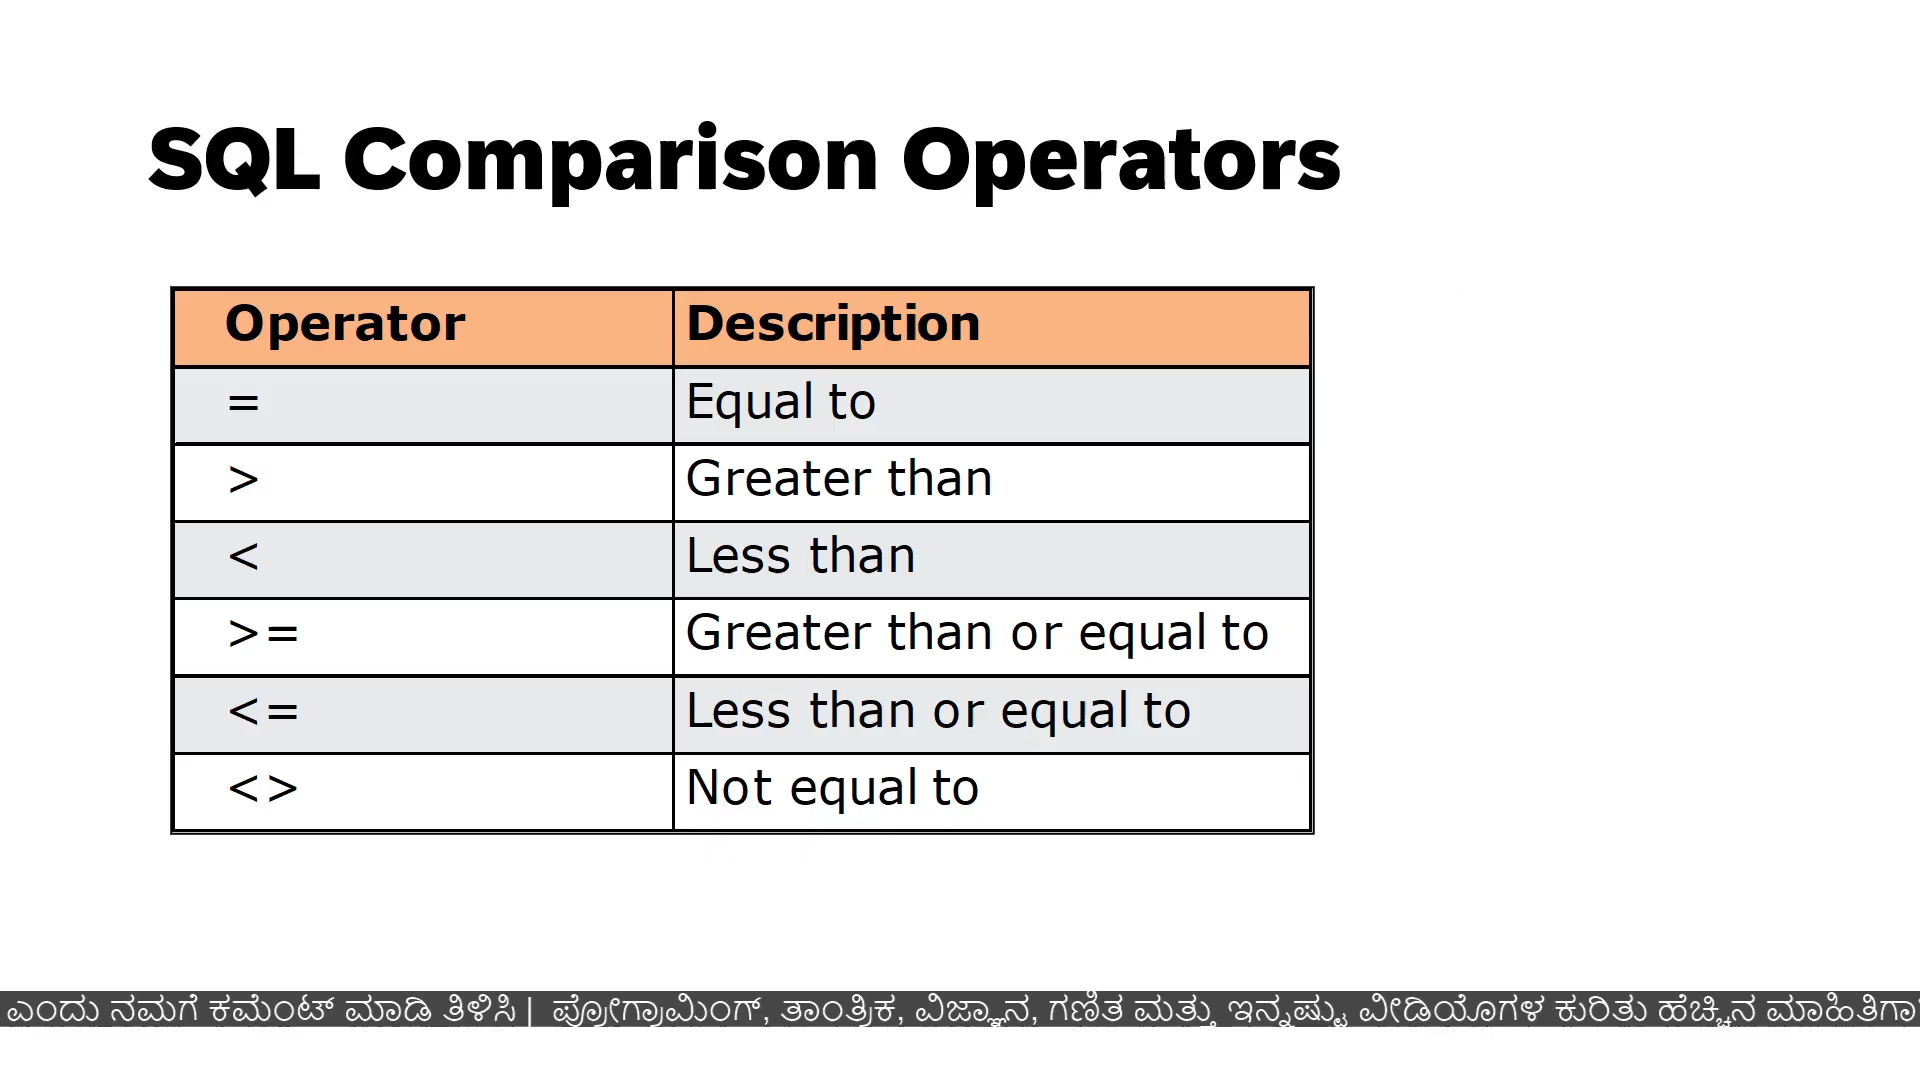 SQL Comparison Operators
Operator Description
= Equal to
> Greater than
< Less than
>= Greater than or equal to
<= Less than or equal to
<> Not equal to
ಎಂದು ನಮಗೆ ಕಮೆಂಟ್ ಮಾಡಿ ತಿಳಿಸಿ | ಪ್ರೋಗ್ರಾಮಿಂಗ್, ತಾಂತ್ರಿಕ, ವಿಜ್ಞಾನ, ಗಣಿತ ಮತ್ತು ಇನ್ನಷ್ಟು ವೀಡಿಯೊಗಳ ಕುರಿತು ಹೆಚ್ಚಿನ